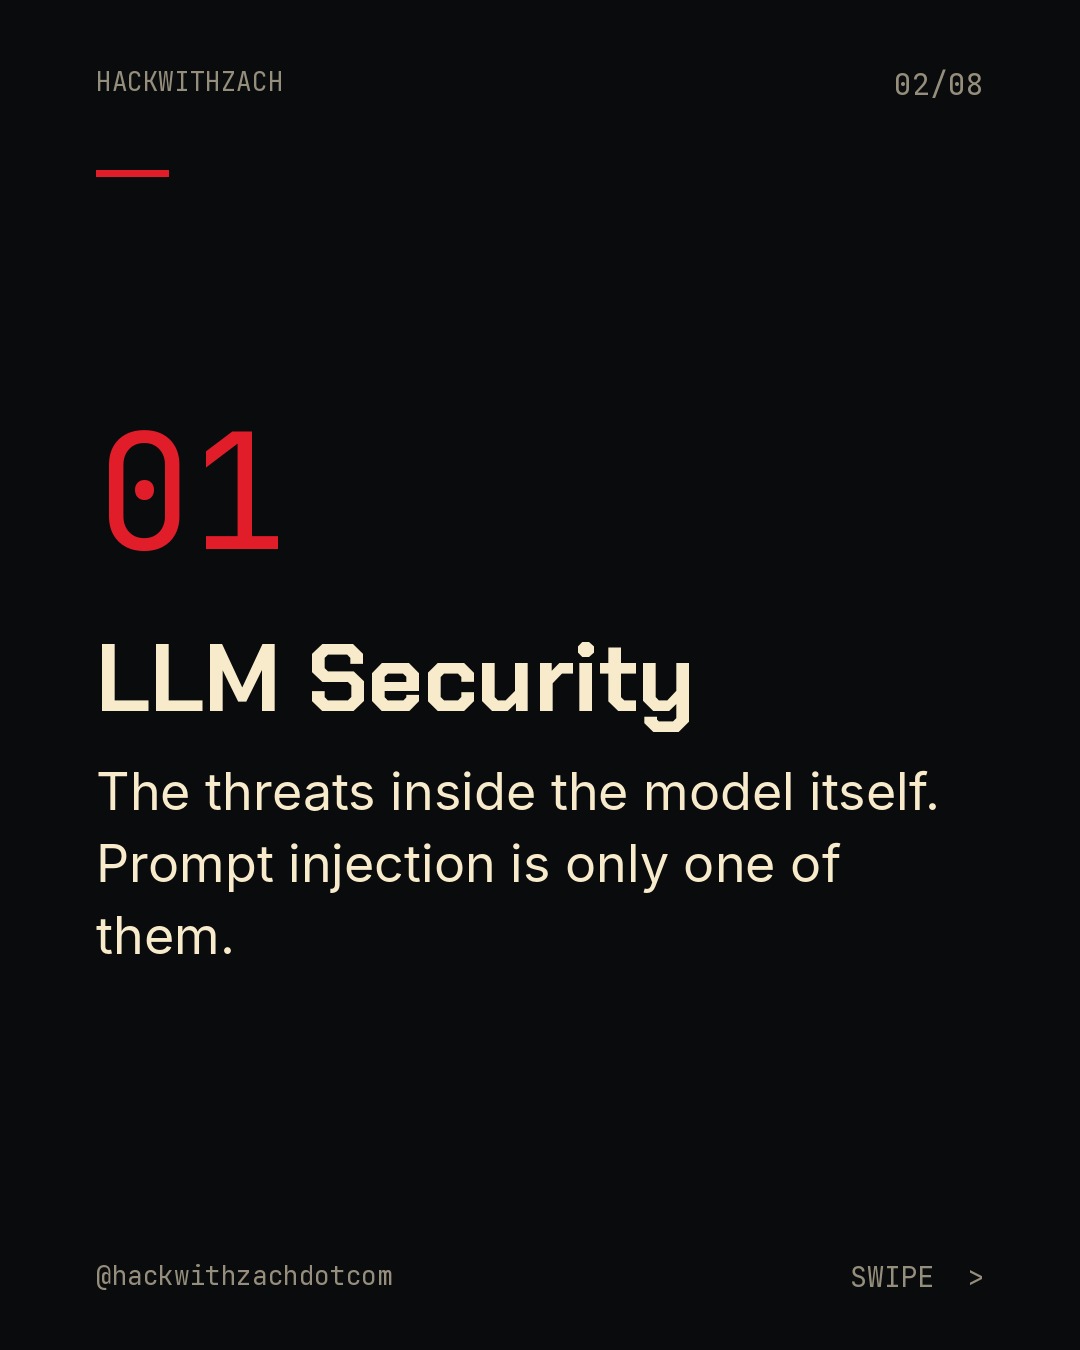 HACKWITHZACH
02/08
01
LLM Security
The threats inside the model itself.
Prompt injection is only one of
them.
@hackwithzachdotcom
SWIPE >